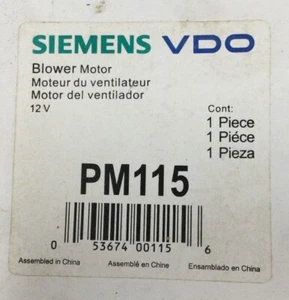 SIEMENS VDO
Blower Motor
Moteur du ventilateur
Motor del ventilador
12 V
Cont:
1 Piece
1 Piéce
1 Pieza
PM115
0 53674 00115 6
Assembled in China
Assemblé en Chine
Ensamblado en China